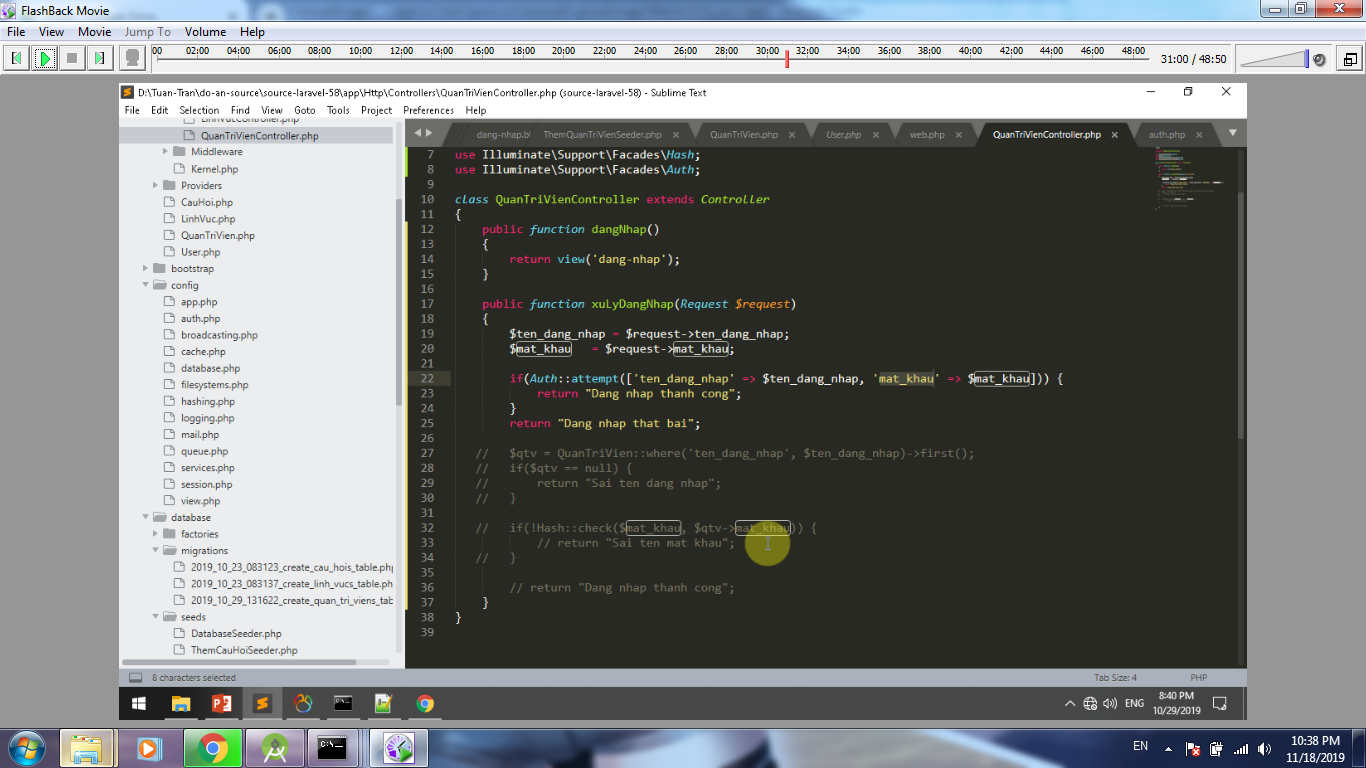 FlashBack Movie
File View Movie Jump To Volume Help
00 02:00 04:00 06:00 08:00 10:00 12:00 14:00 16:00 18:00 20:00 22:00 24:00 26:00 28:00 30:00 32:00 34:00 36:00 38:00 40:00 42:00 44:00 46:00 48:00
31:00 / 48:50
D:\Tuan-Tran\do-an-source\source-laravel-58\app\Http\Controllers\QuanTriVienController.php (source-laravel-58) - Sublime Text
File Edit Selection Find View Goto Tools Project Preferences Help
LinhVucController.php
QuanTriVienController.php
Middleware
Kernel.php
Providers
CauHoi.php
LinhVuc.php
QuanTriVien.php
User.php
bootstrap
config
app.php
auth.php
broadcasting.php
cache.php
database.php
filesystems.php
hashing.php
logging.php
mail.php
queue.php
services.php
session.php
view.php
database
factories
migrations
2019_10_23_083123_create_cau_hois_table.php
2019_10_23_083137_create_linh_vucs_table.ph
2019_10_29_131622_create_quan_tri_viens_tab
seeds
DatabaseSeeder.php
ThemCauHoiSeeder.php
dang-nhap.bl ThemQuanTriVienSeeder.php QuanTriVien.php User.php web.php QuanTriVienController.php auth.php
7 use Illuminate\Support\Facades\Hash;
8 use Illuminate\Support\Facades\Auth;
9
10 class QuanTriVienController extends Controller
11 {
12 public function dangNhap()
13 {
14 return view('dang-nhap');
15 }
16
17 public function xuLyDangNhap(Request $request)
18 {
19 $ten_dang_nhap = $request->ten_dang_nhap;
20 $mat_khau = $request->mat_khau;
21
22 if(Auth::attempt(['ten_dang_nhap' => $ten_dang_nhap, 'mat_khau' => $mat_khau])) {
23 return "Dang nhap thanh cong";
24 }
25 return "Dang nhap that bai";
26
27 // $qtv = QuanTriVien::where('ten_dang_nhap', $ten_dang_nhap)->first();
28 // if($qtv == null) {
29 // return "Sai ten dang nhap";
30 // }
31
32 // if(!Hash::check($mat_khau, $qtv->mat_khau)) {
33 // return "Sai ten mat khau";
34 // }
35
36 // return "Dang nhap thanh cong";
37 }
38 }
39
8 characters selected
Tab Size: 4 PHP
ENG 8:40 PM
10/29/2019
EN 10:38 PM
11/18/2019